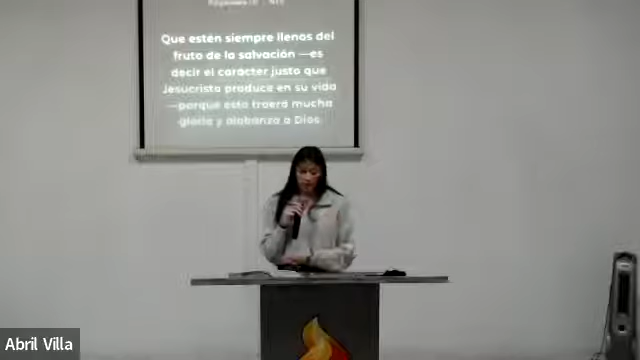 Que estén siempre llenos del
fruto de la salvación —es
decir el carácter justo que
Jesucristo produce en su vida
—porque esto traerá mucha
gloria y alabanza a Dios.
Abril Villa